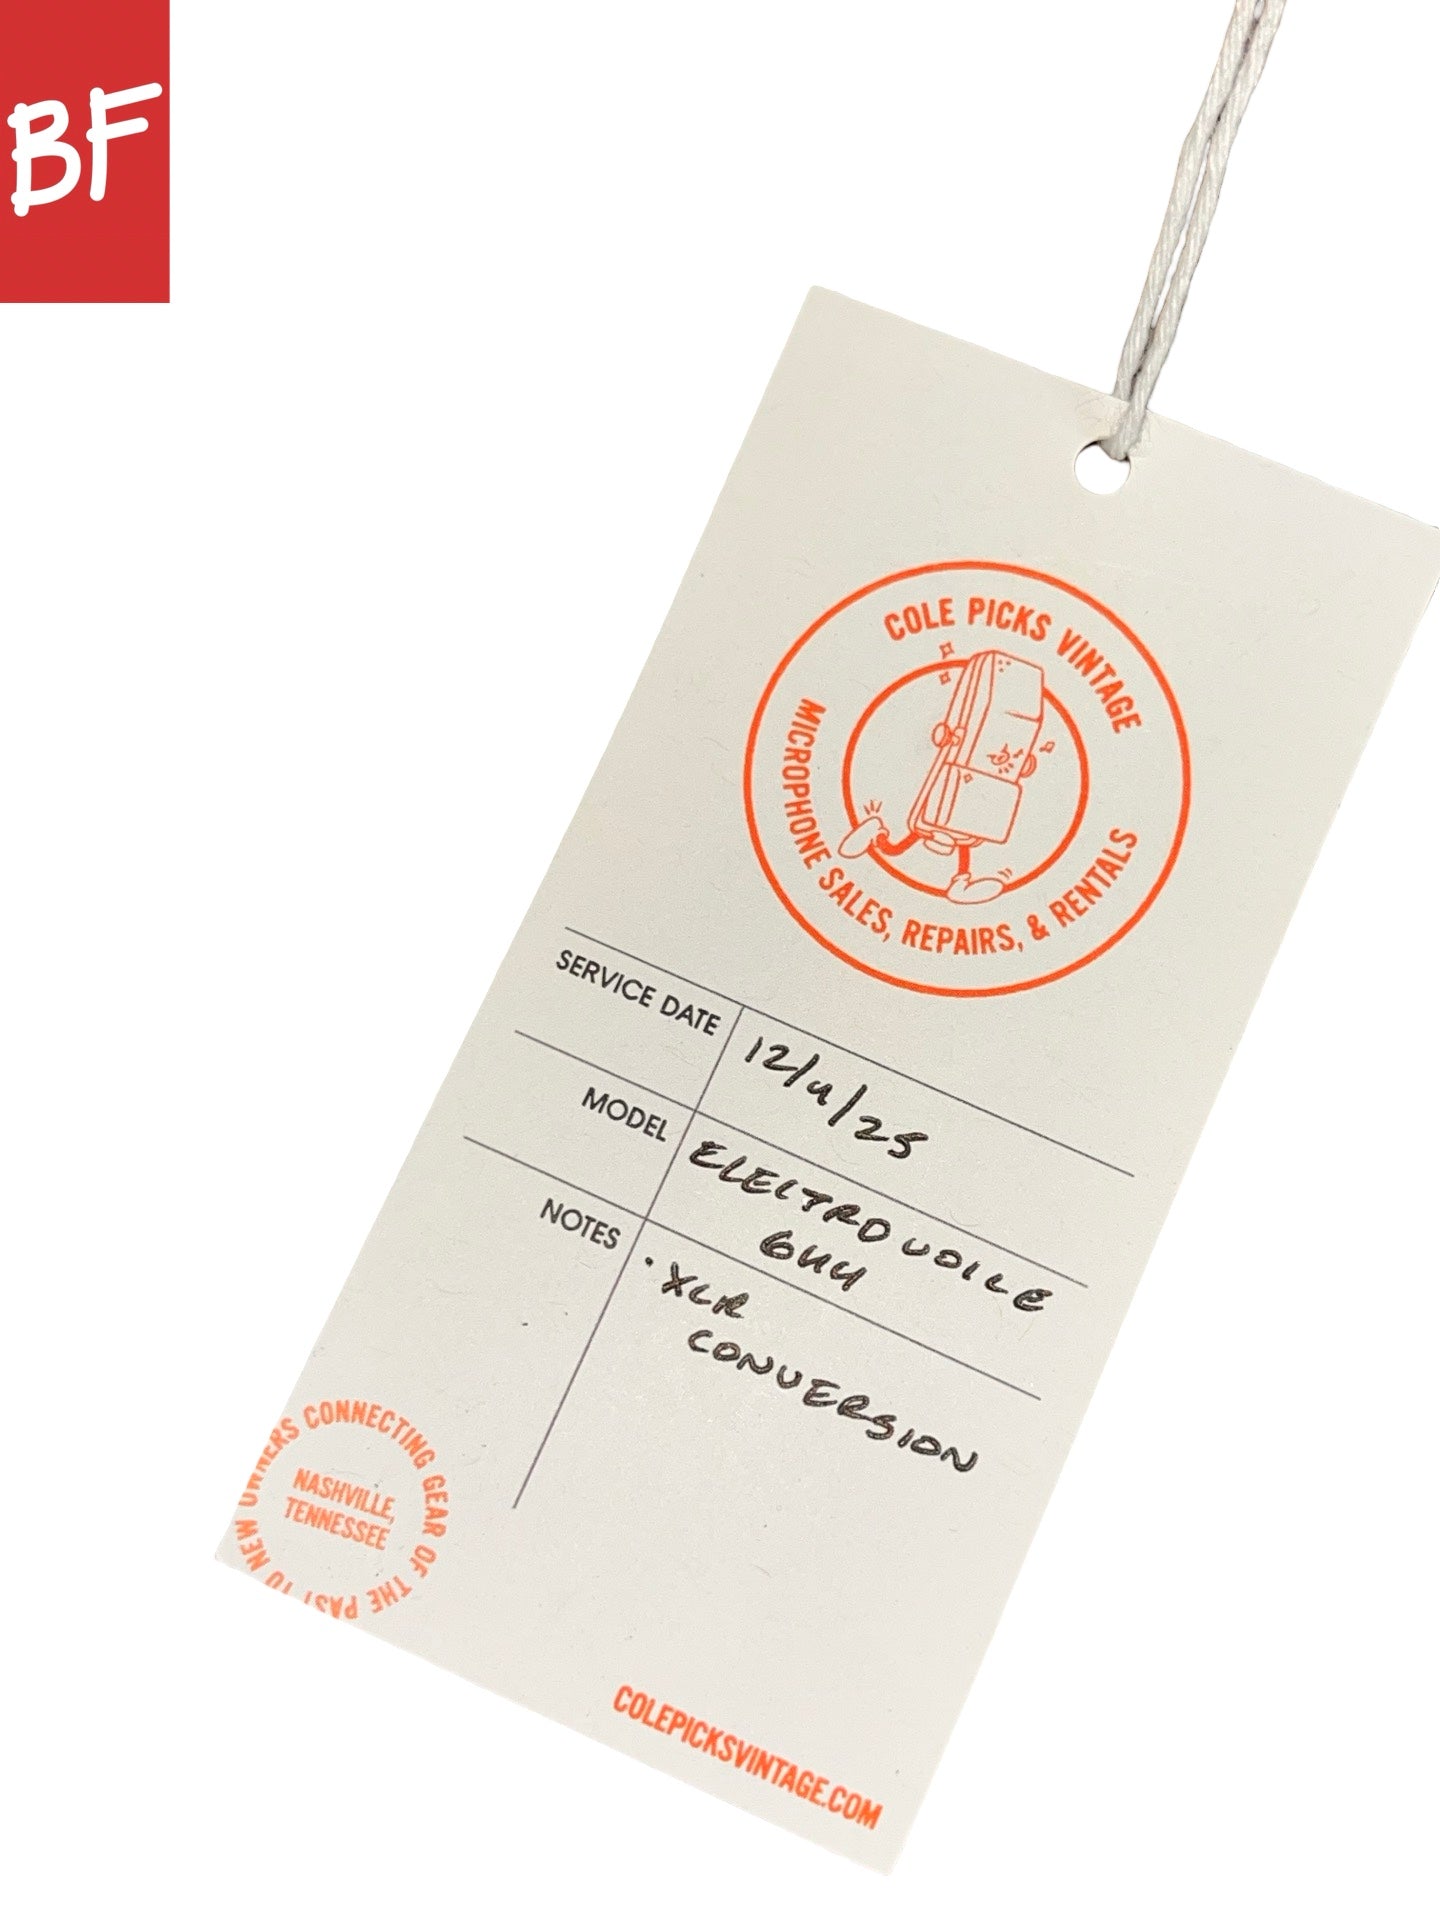 BF
COLE PICKS VINTAGE
MICROPHONE SALES, REPAIRS, & RENTALS
SERVICE DATE 12/4/25
MODEL ELECTROVOICE
644
NOTES · XLR
CONVERSION
CONNECTING GEAR OF THE PAST TO NEW OWNERS
NASHVILLE,
TENNESSEE
COLEPICKSVINTAGE.COM